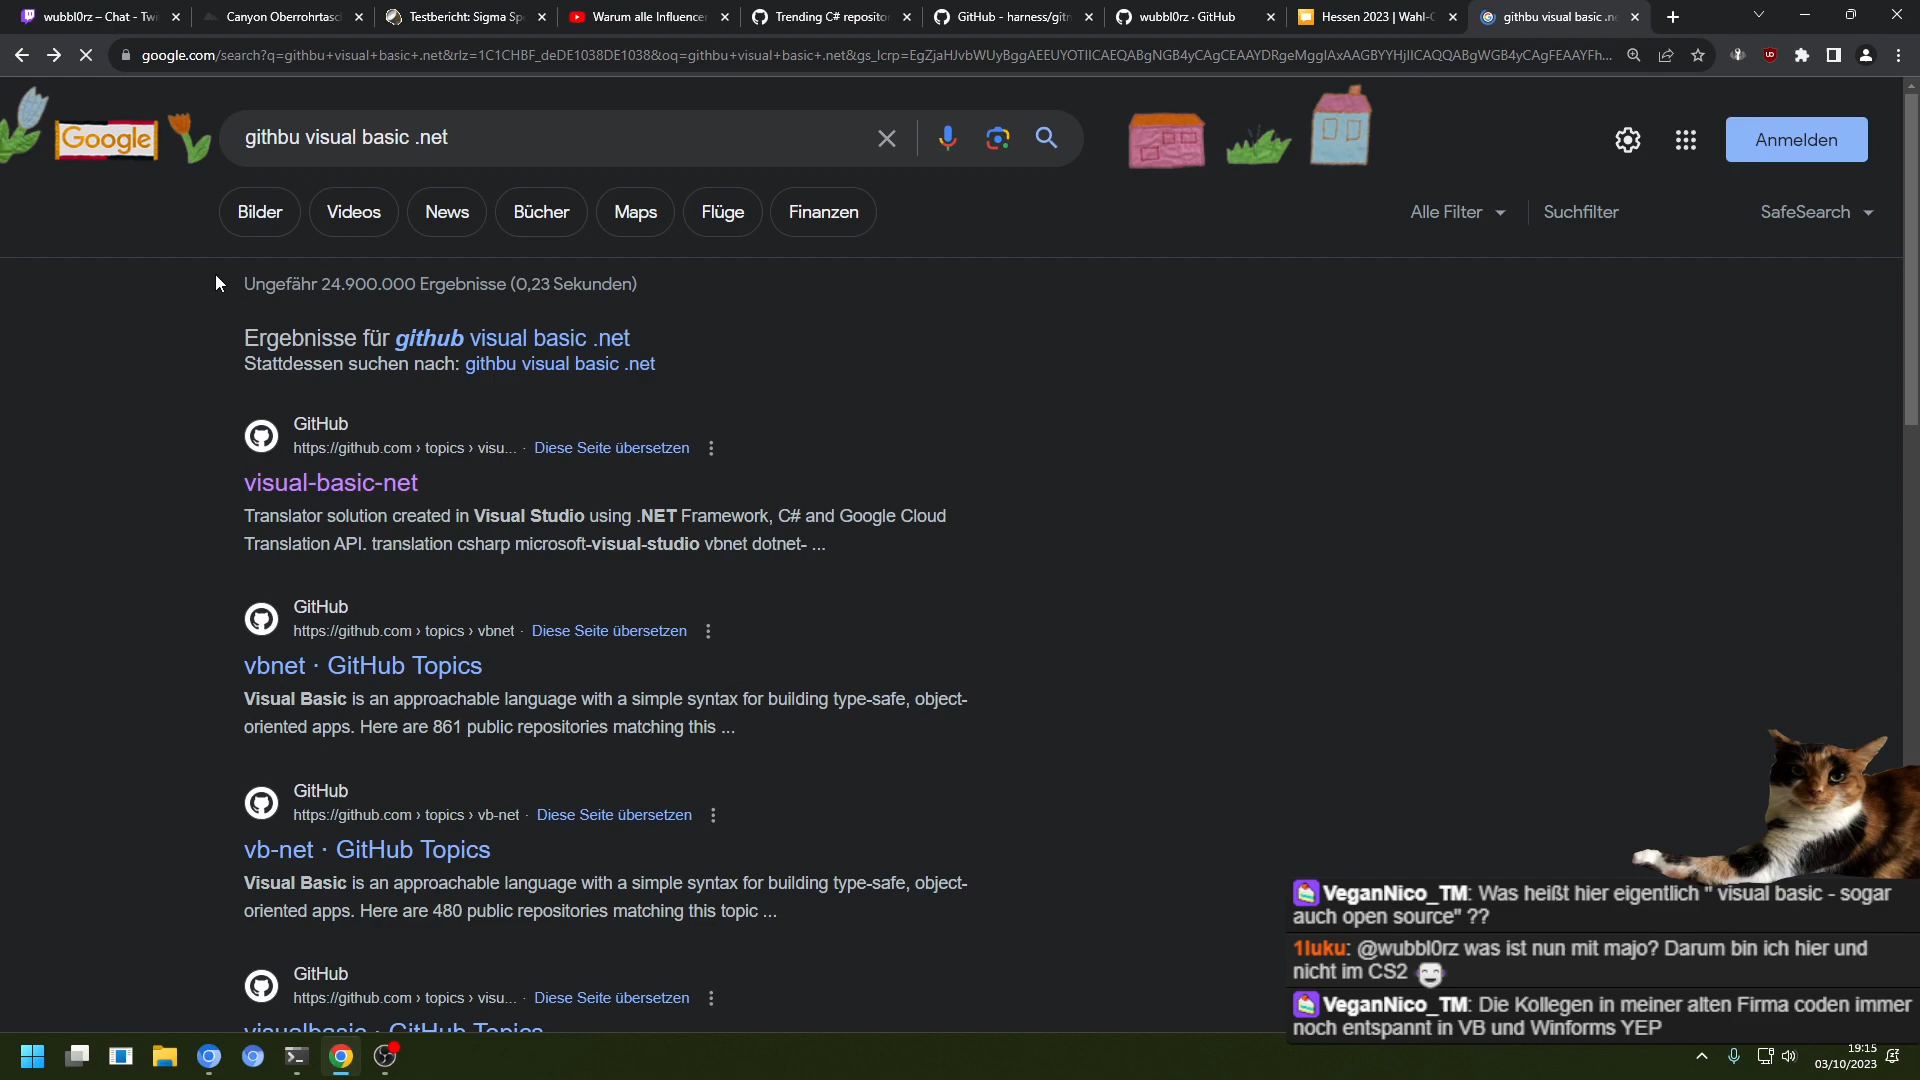 wubbl0rz – Chat - Twi
Canyon Oberrohrtasc
Testbericht: Sigma Sp
Warum alle Influencer
Trending C# repositor
GitHub - harness/gitn
wubbl0rz · GitHub
Hessen 2023 | Wahl-
githbu visual basic .ne
google.com/search?q=githbu+visual+basic+.net&rlz=1C1CHBF_deDE1038DE1038&oq=githbu+visual+basic+.net&gs_lcrp=EgZjaHJvbWUyBggAEEUYOTIICAEQABgNGB4yCAgCEAAYDRgeMggIAxAAGBYYHjIICAQQABgWGB4yCAgFEAAYFh...
Google
githbu visual basic .net
Anmelden
Bilder
Videos
News
Bücher
Maps
Flüge
Finanzen
Alle Filter
Suchfilter
SafeSearch
Ungefähr 24.900.000 Ergebnisse (0,23 Sekunden)
Ergebnisse für github visual basic .net
Stattdessen suchen nach: githbu visual basic .net
GitHub
https://github.com › topics › visu... · Diese Seite übersetzen
visual-basic-net
Translator solution created in Visual Studio using .NET Framework, C# and Google Cloud
Translation API. translation csharp microsoft-visual-studio vbnet dotnet- ...
GitHub
https://github.com › topics › vbnet · Diese Seite übersetzen
vbnet · GitHub Topics
Visual Basic is an approachable language with a simple syntax for building type-safe, object-
oriented apps. Here are 861 public repositories matching this ...
GitHub
https://github.com › topics › vb-net · Diese Seite übersetzen
vb-net · GitHub Topics
Visual Basic is an approachable language with a simple syntax for building type-safe, object-
oriented apps. Here are 480 public repositories matching this topic ...
GitHub
https://github.com › topics › visu... · Diese Seite übersetzen
visualbasic · GitHub Topics
VeganNico_TM: Was heißt hier eigentlich " visual basic - sogar
auch open source" ??
1luku: @wubbl0rz was ist nun mit majo? Darum bin ich hier und
nicht im CS2
VeganNico_TM: Die Kollegen in meiner alten Firma coden immer
noch entspannt in VB und Winforms YEP
19:15
03/10/2023